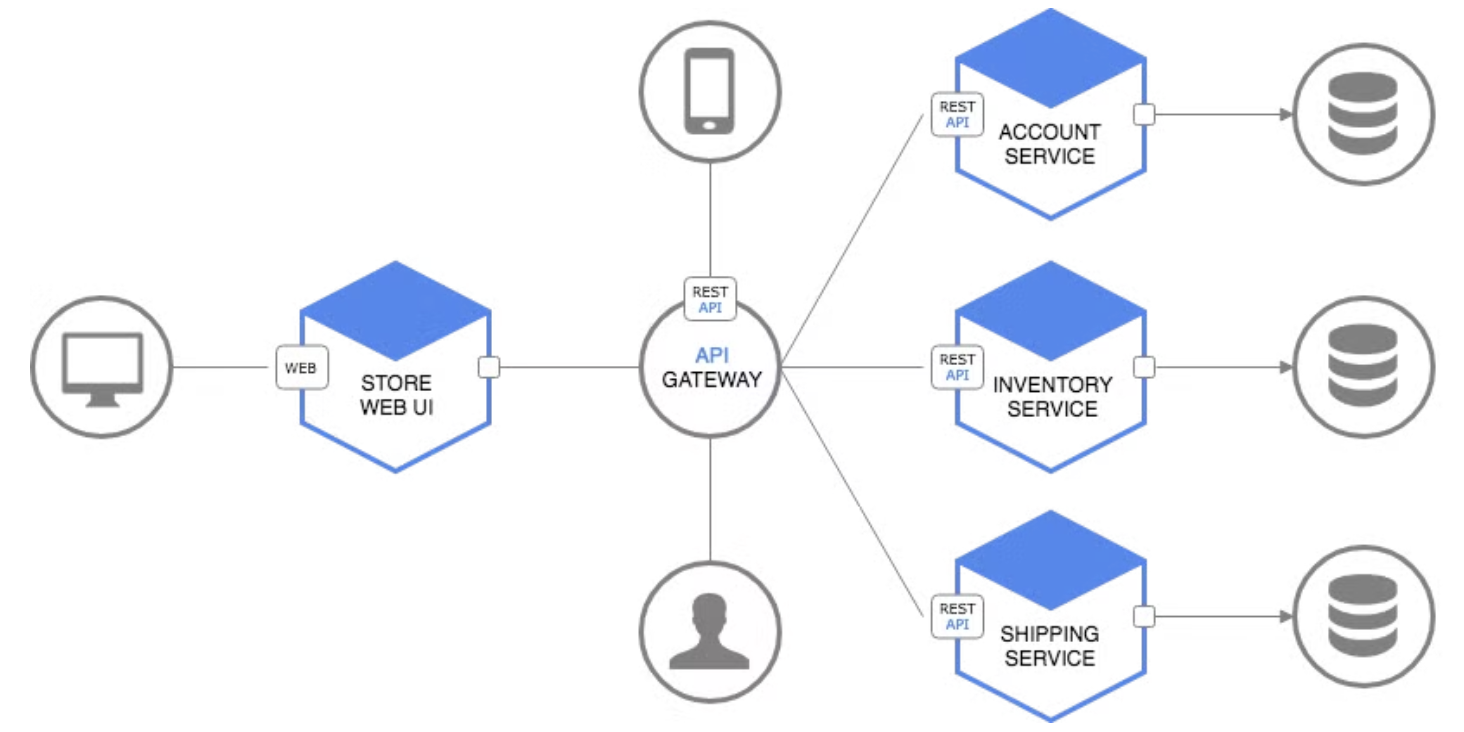 REST
API
ACCOUNT
SERVICE
REST
API
API
GATEWAY
WEB
STORE
WEB UI
REST
API
INVENTORY
SERVICE
REST
API
SHIPPING
SERVICE